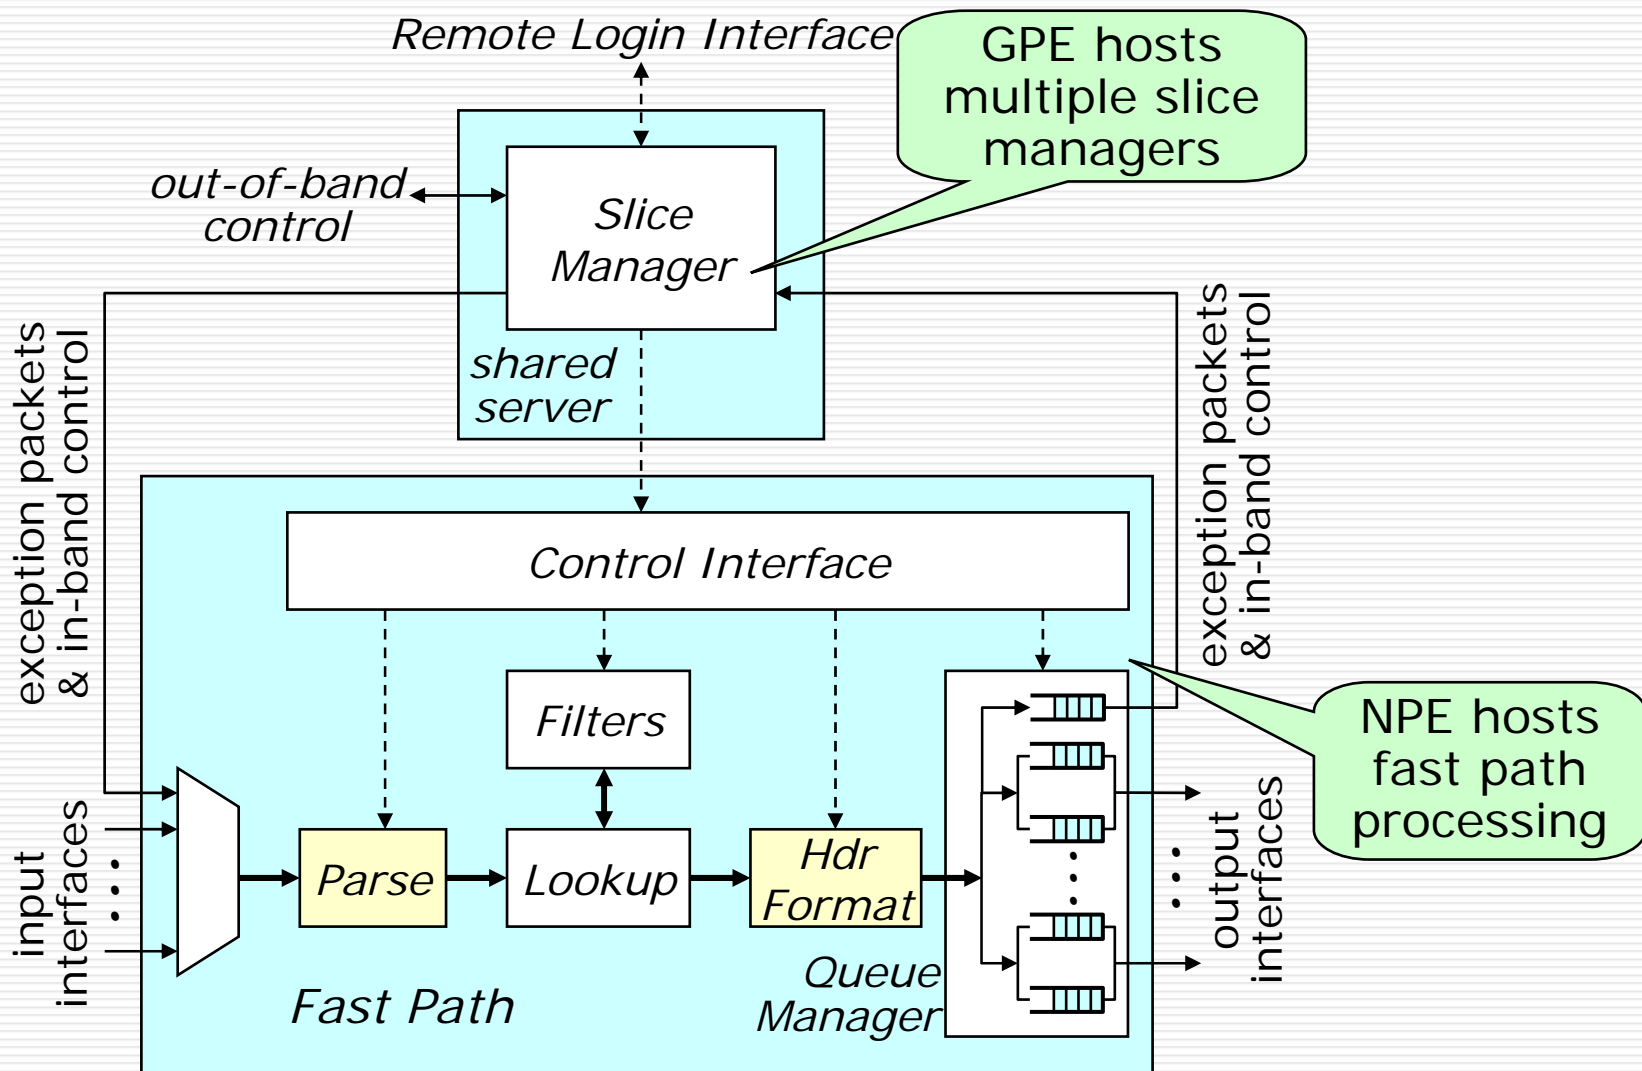 Remote Login Interface
GPE hosts
multiple slice
managers
out-of-band
control
Slice
Manager
shared
server
exception packets
& in-band control
exception packets
& in-band control
Control Interface
Filters
NPE hosts
fast path
processing
input
interfaces
Parse
Lookup
Hdr
Format
output
interfaces
Queue
Manager
Fast Path